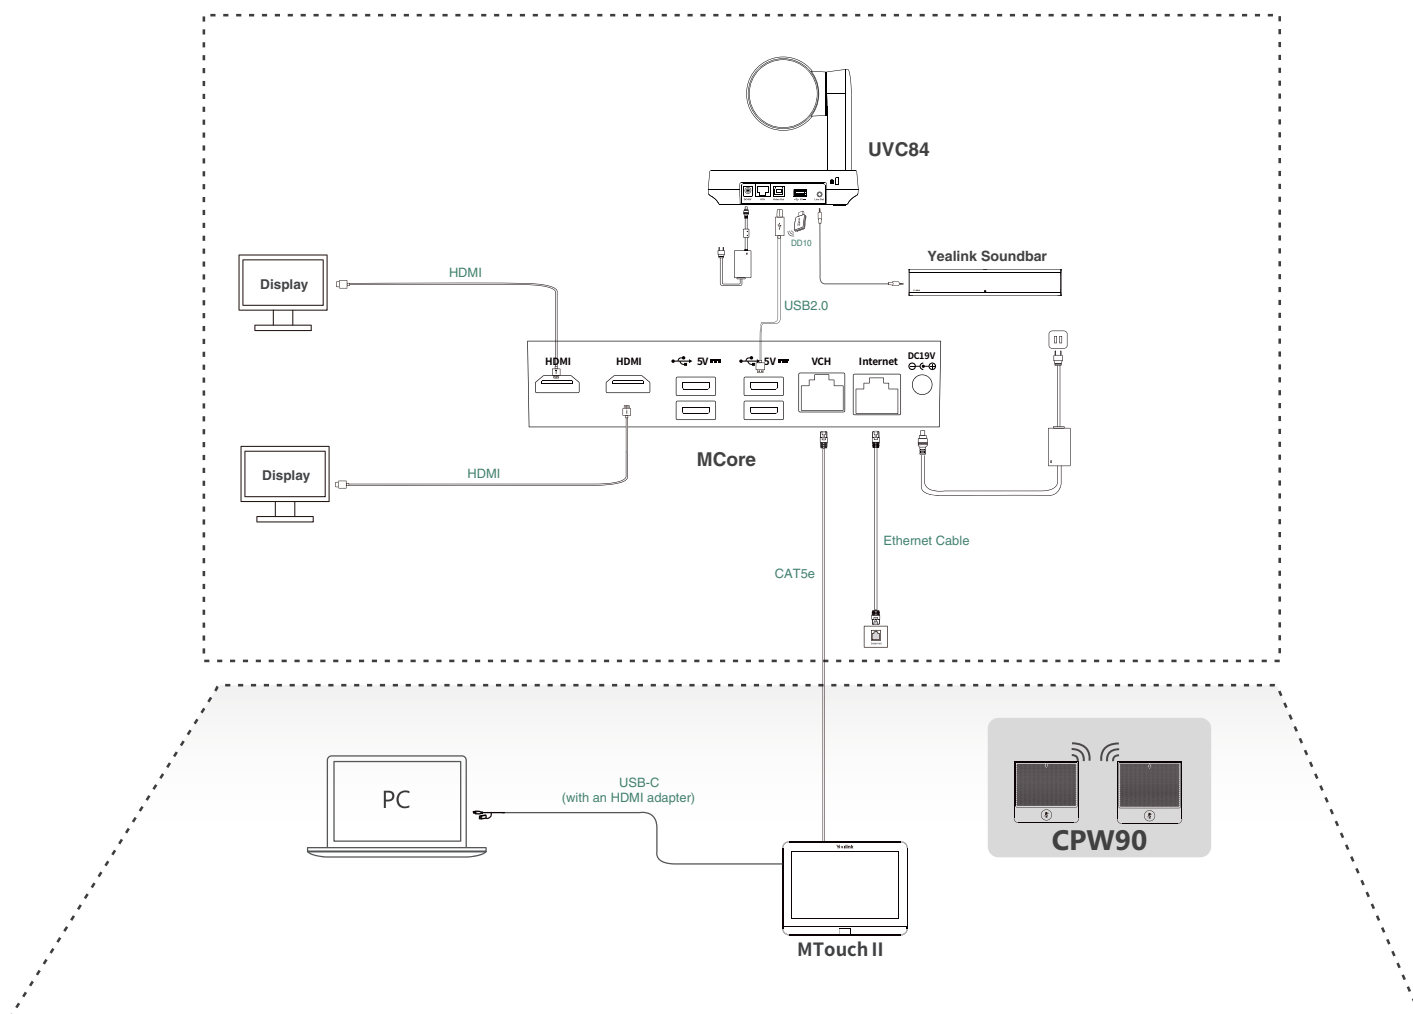 UVC84
DD10
Yealink Soundbar
HDMI
Display
USB2.0
HDMI
HDMI
5V
5V
VCH
Internet
DC19V
MCore
Display
HDMI
Ethernet Cable
CAT5e
USB-C
(with an HDMI adapter)
PC
CPW90
Yealink
MTouch II